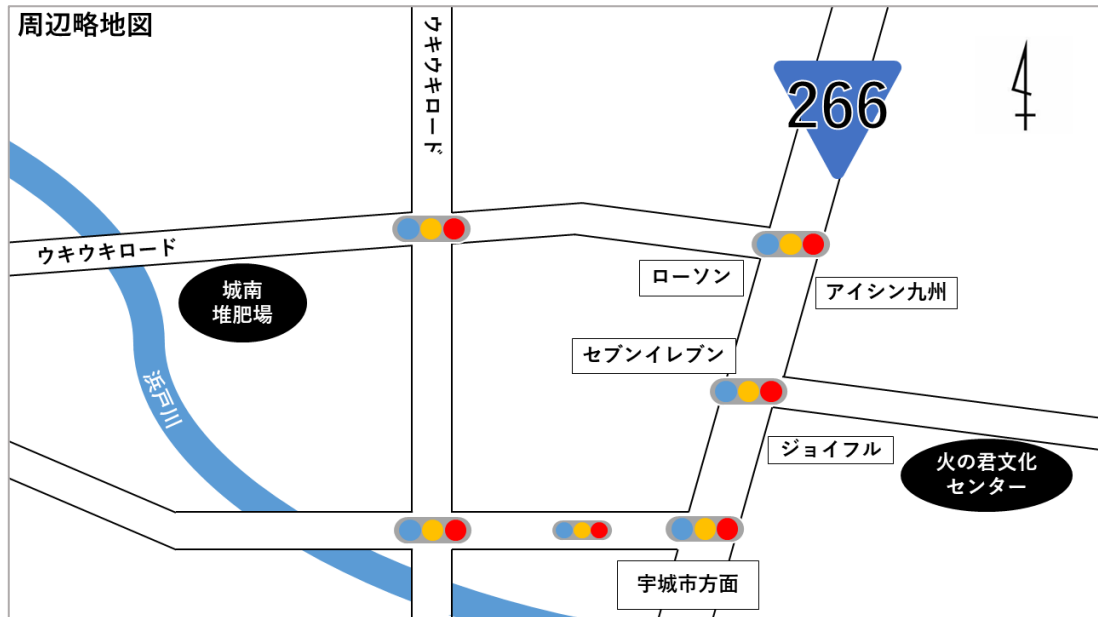 周辺略地図
ウキウキロード
266
ウキウキロード
ローソン
アイシン九州
城南
堆肥場
セブンイレブン
浜戸川
ジョイフル
火の君文化
センター
宇城市方面